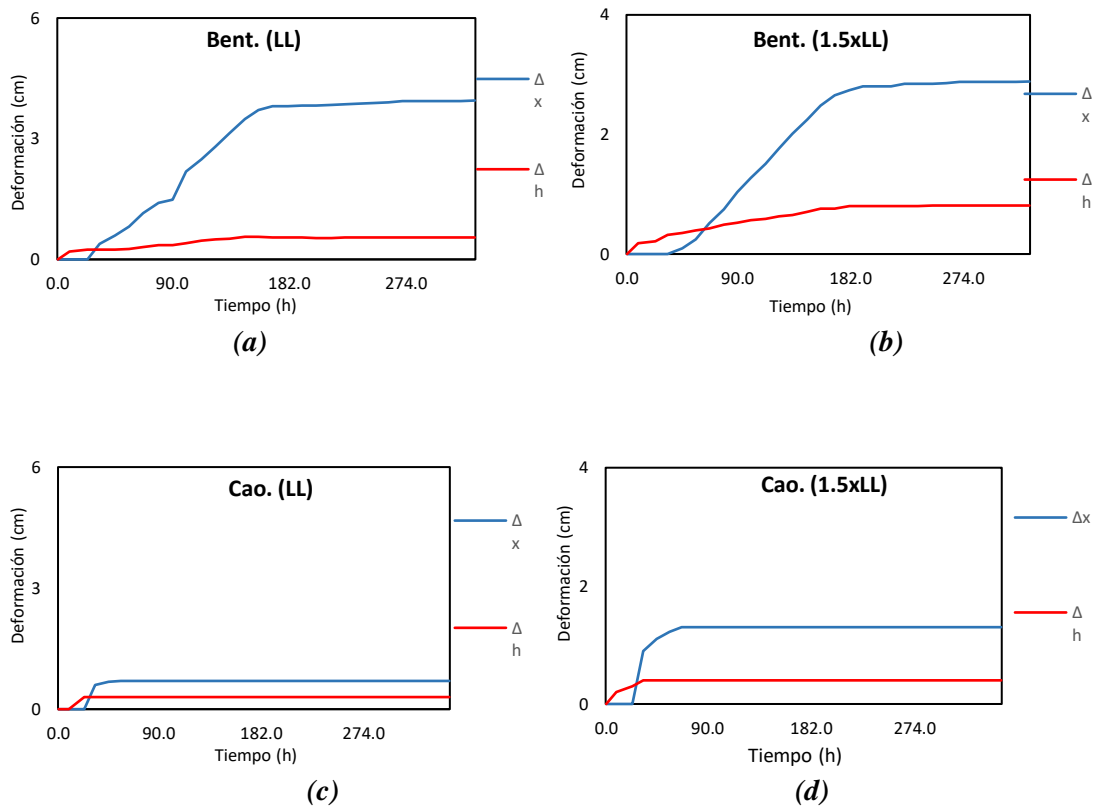 Bent. (LL)
6
3
0
Deformación (cm)
0.0 90.0 182.0 274.0
Tiempo (h)
Δ
x
Δ
h
(a)
Bent. (1.5xLL)
4
2
0
Deformación (cm)
0.0 90.0 182.0 274.0
Tiempo (h)
Δ
x
Δ
h
(b)
Cao. (LL)
6
3
0
Deformación (cm)
0.0 90.0 182.0 274.0
Tiempo (h)
Δ
x
Δ
h
(c)
Cao. (1.5xLL)
4
2
0
Deformación (cm)
0.0 90.0 182.0 274.0
Tiempo (h)
Δx
Δ
h
(d)